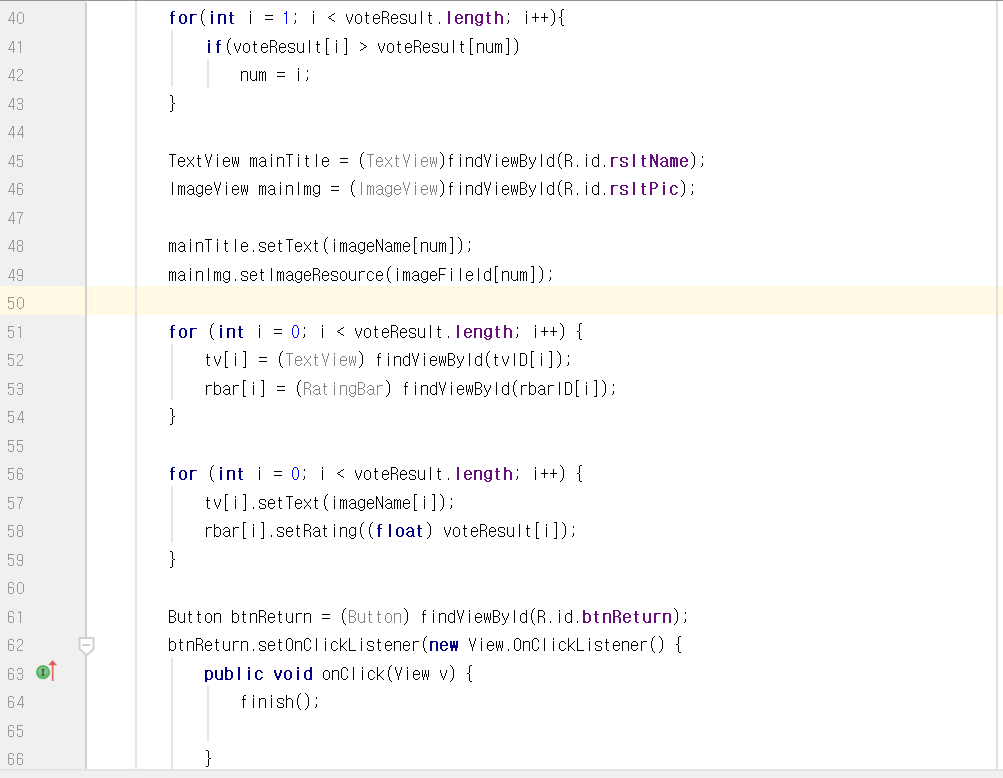 40 for(int i = 1; i < voteResult.length; i++){
41 if(voteResult[i] > voteResult[num])
42 num = i;
43 }
44
45 TextView mainTitle = (TextView)findViewById(R.id.rsltName);
46 ImageView mainImg = (ImageView)findViewById(R.id.rsltPic);
47
48 mainTitle.setText(imageName[num]);
49 mainImg.setImageResource(imageFileId[num]);
50
51 for (int i = 0; i < voteResult.length; i++) {
52 tv[i] = (TextView) findViewById(tvID[i]);
53 rbar[i] = (RatingBar) findViewById(rbarID[i]);
54 }
55
56 for (int i = 0; i < voteResult.length; i++) {
57 tv[i].setText(imageName[i]);
58 rbar[i].setRating((float) voteResult[i]);
59 }
60
61 Button btnReturn = (Button) findViewById(R.id.btnReturn);
62 btnReturn.setOnClickListener(new View.OnClickListener() {
63 public void onClick(View v) {
64 finish();
65
66 }